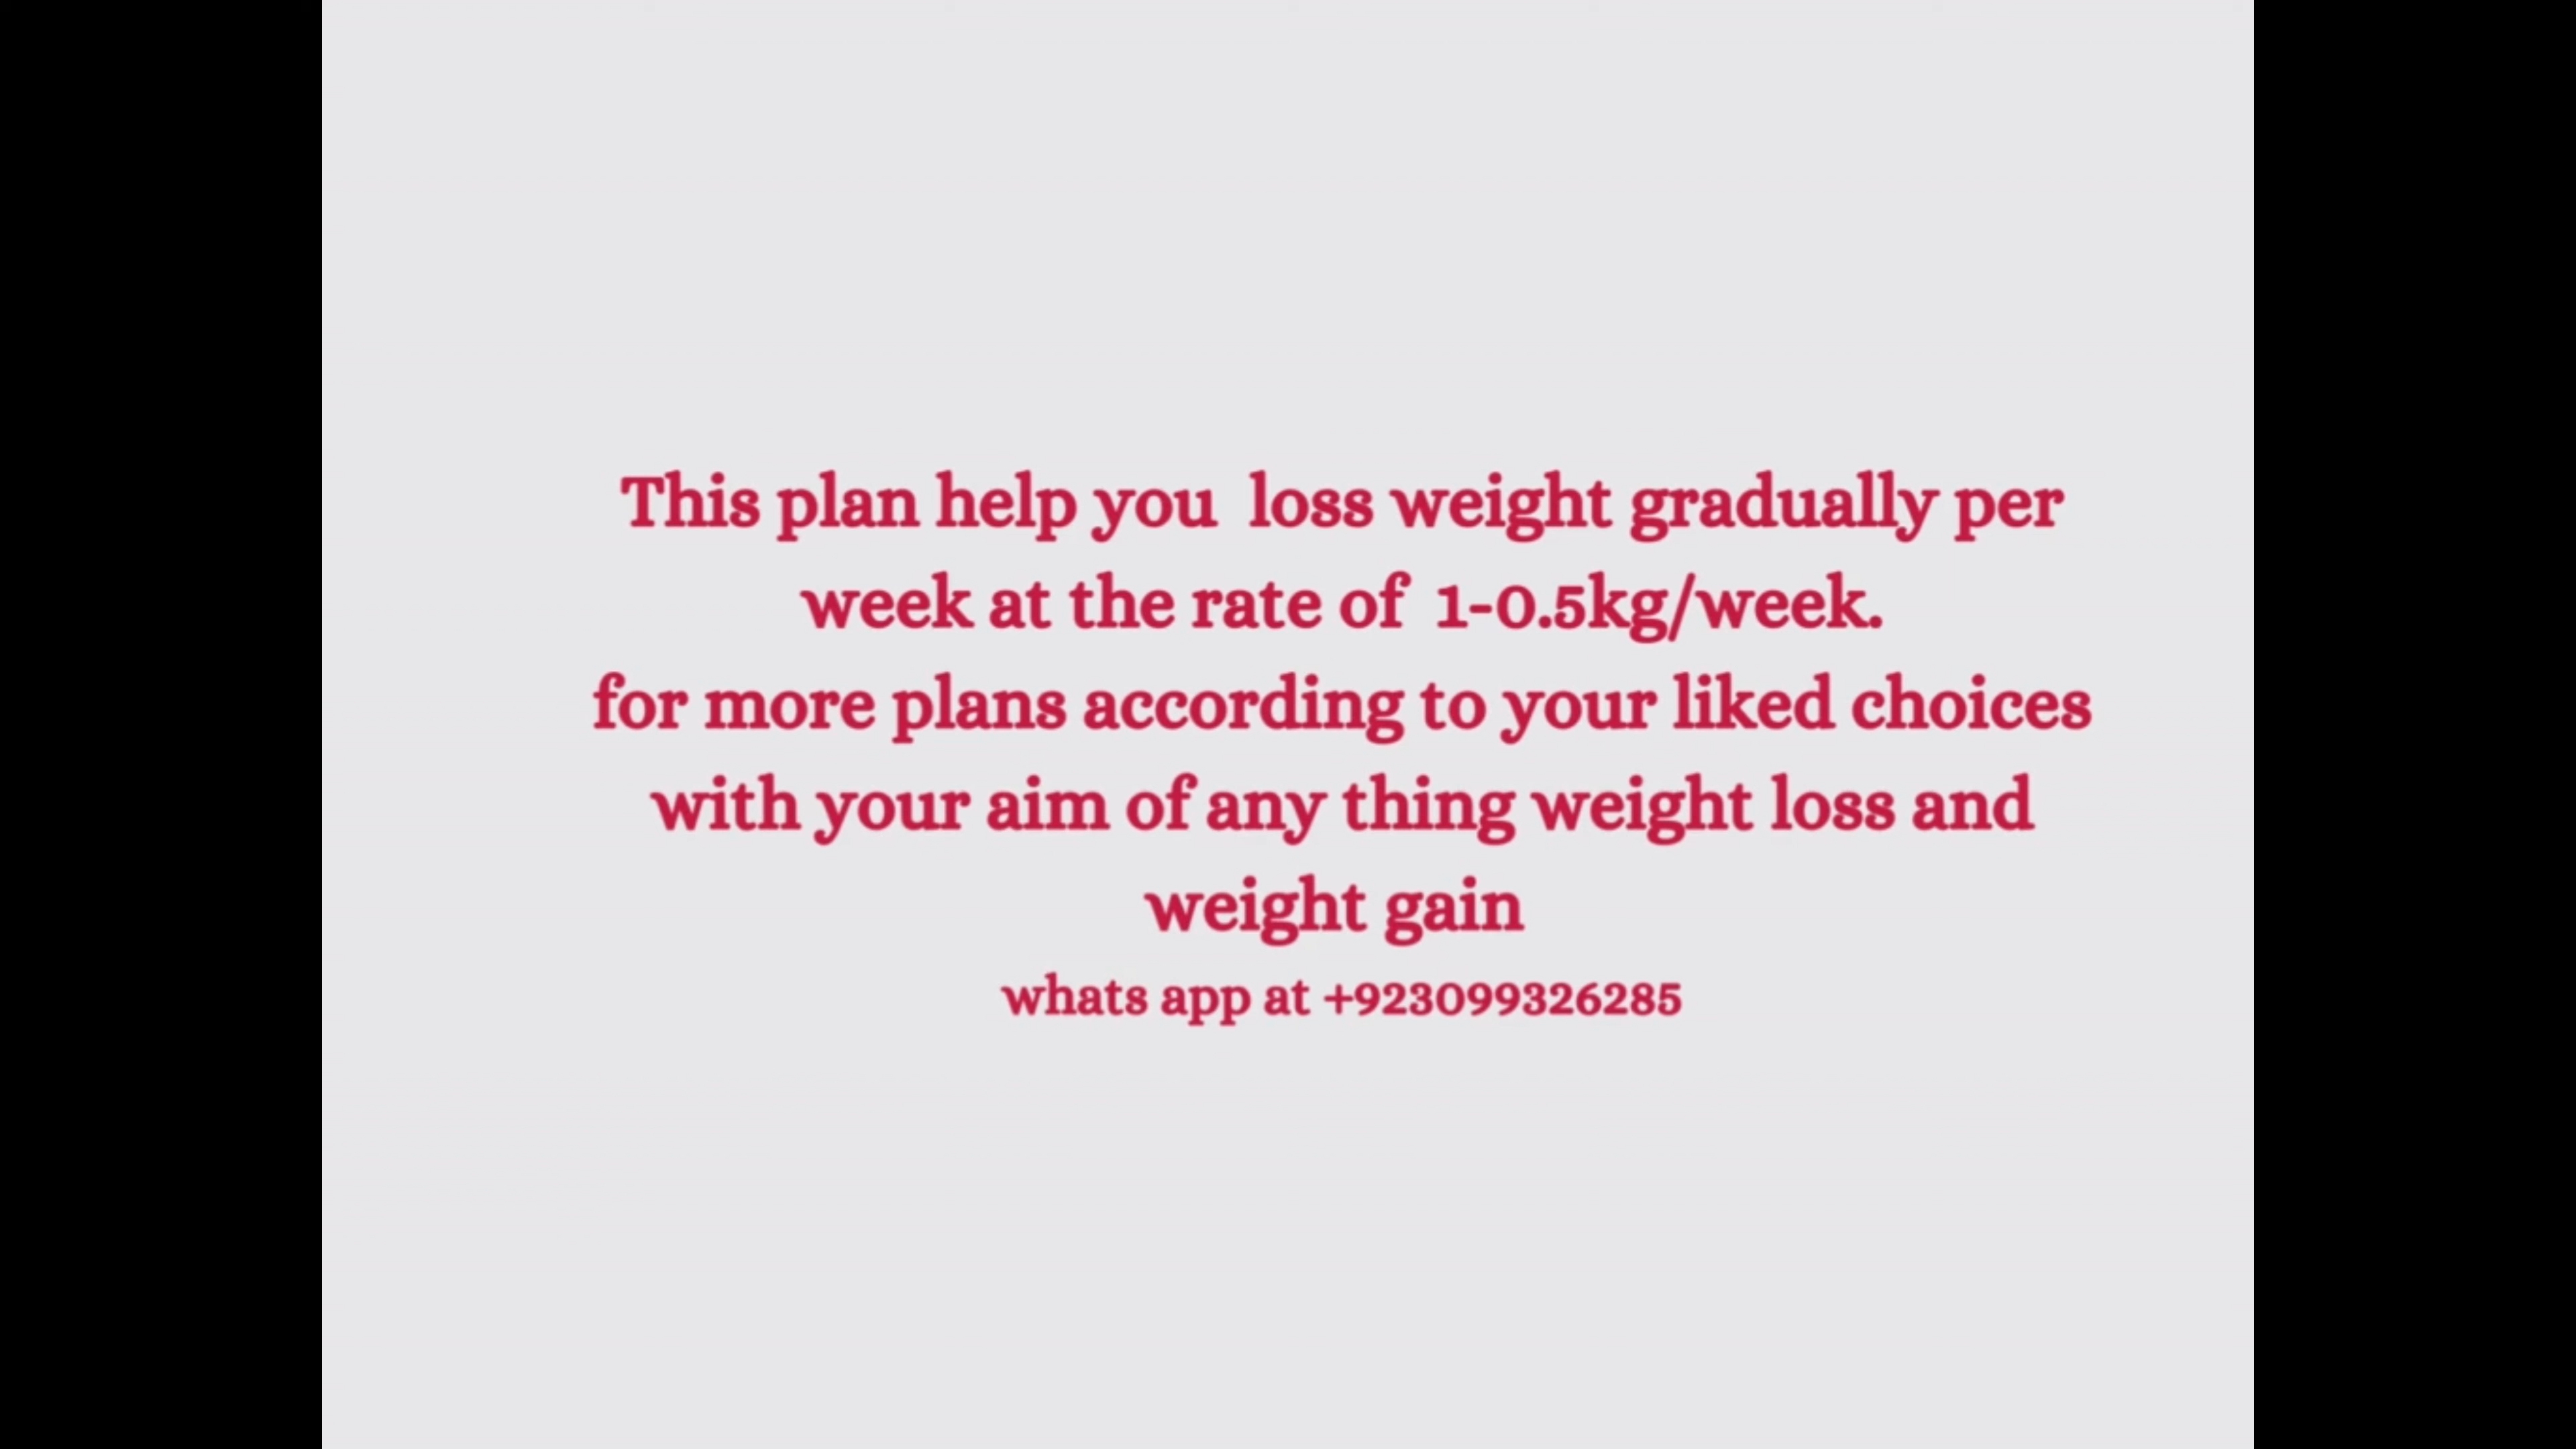 This plan help you loss weight gradually per
week at the rate of 1-0.5kg/week.
for more plans according to your liked choices
with your aim of any thing weight loss and
weight gain
whats app at +923099326285